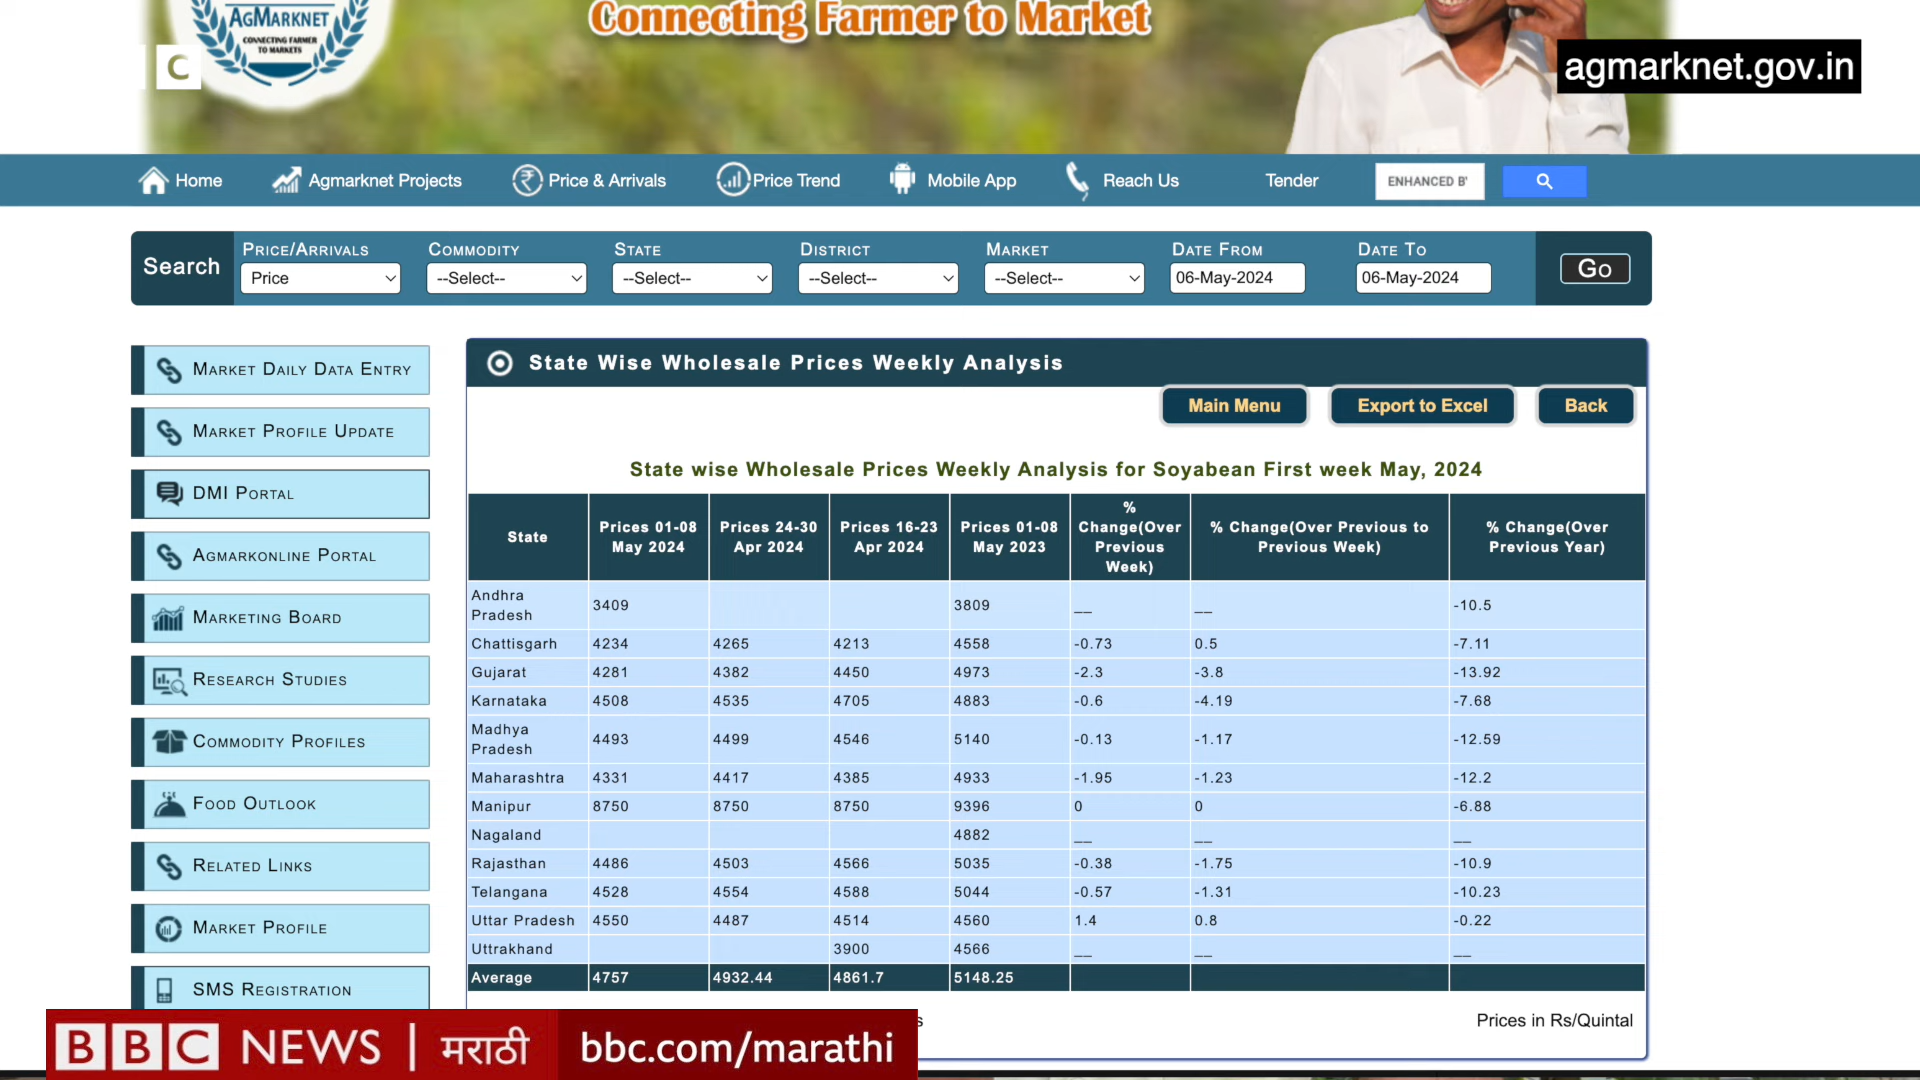 AGMARKNET
CONNECTING FARMER
TO MARKETS
Connecting Farmer to Market
C
agmarknet.gov.in
Home
Agmarknet Projects
Price & Arrivals
Price Trend
Mobile App
Reach Us
Tender
ENHANCED B'
Search
Price/Arrivals
Commodity
State
District
Market
Date From
Date To
Price
--Select--
--Select--
--Select--
--Select--
06-May-2024
06-May-2024
Go
Market Daily Data Entry
Market Profile Update
DMI Portal
Agmarkonline Portal
Marketing Board
Research Studies
Commodity Profiles
Food Outlook
Related Links
Market Profile
SMS Registration
State Wise Wholesale Prices Weekly Analysis
Main Menu
Export to Excel
Back
State wise Wholesale Prices Weekly Analysis for Soyabean First week May, 2024
State | Prices 01-08 May 2024 | Prices 24-30 Apr 2024 | Prices 16-23 Apr 2024 | Prices 01-08 May 2023 | % Change(Over Previous Week) | % Change(Over Previous to Previous Week) | % Change(Over Previous Year)
Andhra Pradesh 3409 3809 __ __ -10.5
Chattisgarh 4234 4265 4213 4558 -0.73 0.5 -7.11
Gujarat 4281 4382 4450 4973 -2.3 -3.8 -13.92
Karnataka 4508 4535 4705 4883 -0.6 -4.19 -7.68
Madhya Pradesh 4493 4499 4546 5140 -0.13 -1.17 -12.59
Maharashtra 4331 4417 4385 4933 -1.95 -1.23 -12.2
Manipur 8750 8750 8750 9396 0 0 -6.88
Nagaland 4882 __ __ __
Rajasthan 4486 4503 4566 5035 -0.38 -1.75 -10.9
Telangana 4528 4554 4588 5044 -0.57 -1.31 -10.23
Uttar Pradesh 4550 4487 4514 4560 1.4 0.8 -0.22
Uttrakhand 3900 4566 __ __ __
Average 4757 4932.44 4861.7 5148.25
Prices in Rs/Quintal
BBC NEWS | मराठी
bbc.com/marathi